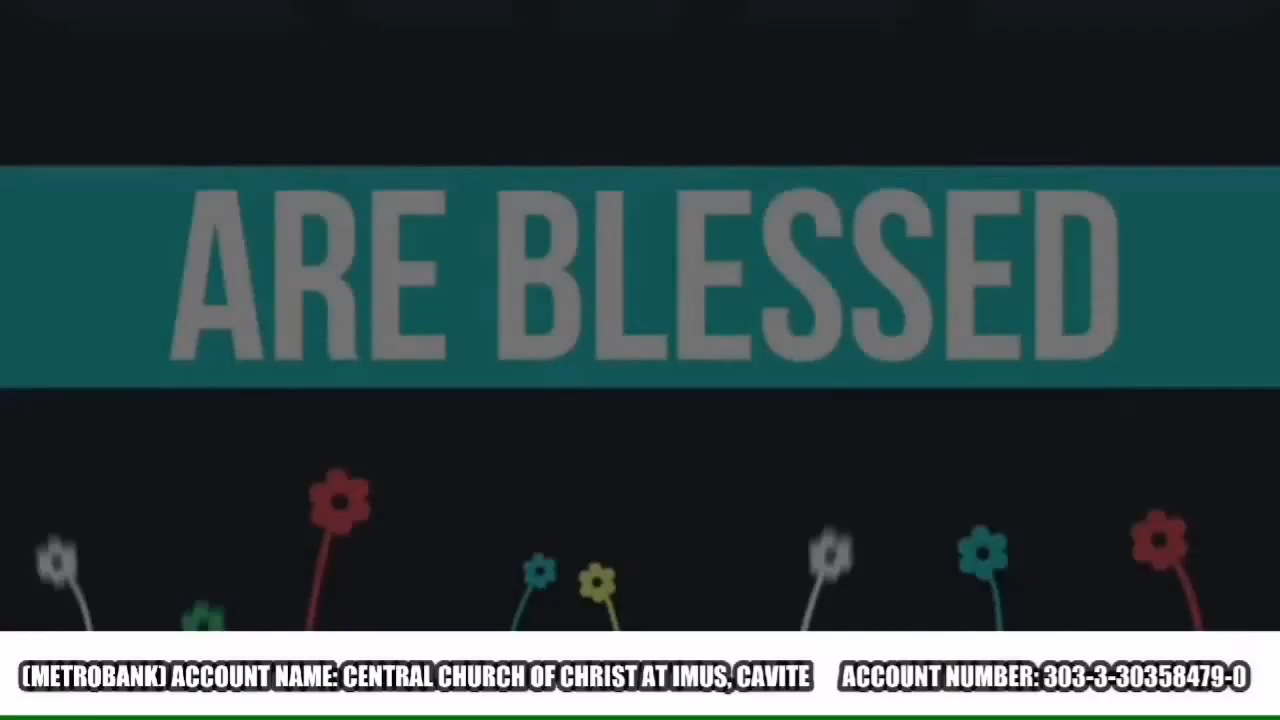 ARE BLESSED
(METROBANK) ACCOUNT NAME: CENTRAL CHURCH OF CHRIST AT IMUS, CAVITE ACCOUNT NUMBER: 303-3-30358479-0